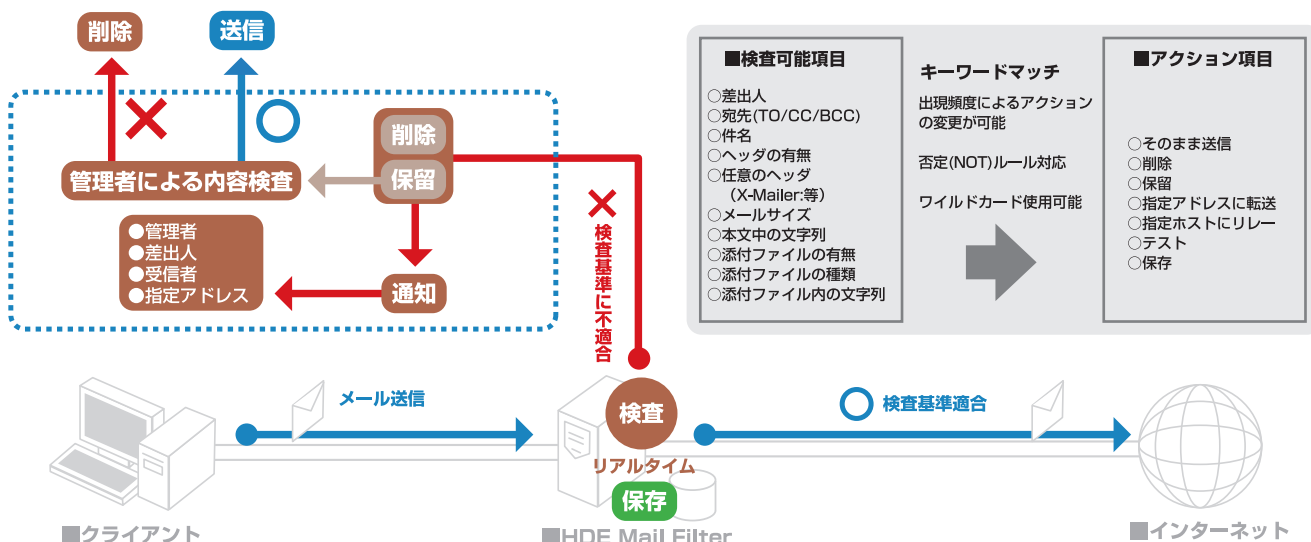 削除
送信
削除
保留
管理者による内容検査
●管理者
●差出人
●受信者
●指定アドレス
通知
検査基準に不適合
■検査可能項目
○差出人
○宛先(TO/CC/BCC)
○件名
○ヘッダの有無
○任意のヘッダ
(X-Mailer:等)
○メールサイズ
○本文中の文字列
○添付ファイルの有無
○添付ファイルの種類
○添付ファイル内の文字列
キーワードマッチ
出現頻度によるアクション
の変更が可能
否定(NOT)ルール対応
ワイルドカード使用可能
■アクション項目
○そのまま送信
○削除
○保留
○指定アドレスに転送
○指定ホストにリレー
○テスト
○保存
メール送信
検査
リアルタイム
保存
検査基準適合
■クライアント
■HDE Mail Filter
■インターネット